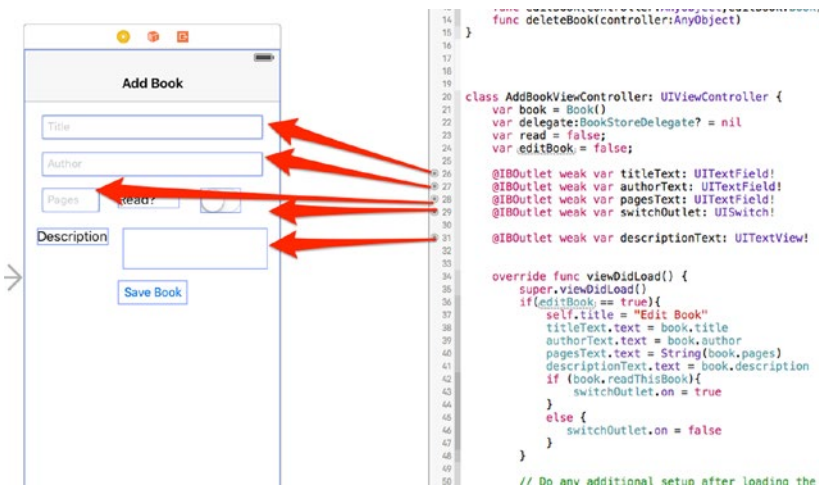 Add Book
Title
Author
Pages
Read?
Description
Save Book
14 func deleteBook(controller:AnyObject)
15 }
16
17
18
19
20 class AddBookViewController: UIViewController {
21 var book = Book()
22 var delegate:BookStoreDelegate? = nil
23 var read = false;
24 var editBook = false;
25
26 @IBOutlet weak var titleText: UITextField!
27 @IBOutlet weak var authorText: UITextField!
28 @IBOutlet weak var pagesText: UITextField!
29 @IBOutlet weak var switchOutlet: UISwitch!
30
31 @IBOutlet weak var descriptionText: UITextView!
32
33
34 override func viewDidLoad() {
35 super.viewDidLoad()
36 if(editBook == true){
37 self.title = "Edit Book"
38 titleText.text = book.title
39 authorText.text = book.author
40 pagesText.text = String(book.pages)
41 descriptionText.text = book.description
42 if (book.readThisBook){
43 switchOutlet.on = true
44 }
45 else {
46 switchOutlet.on = false
47 }
48 }
49
50 // Do any additional setup after loading the